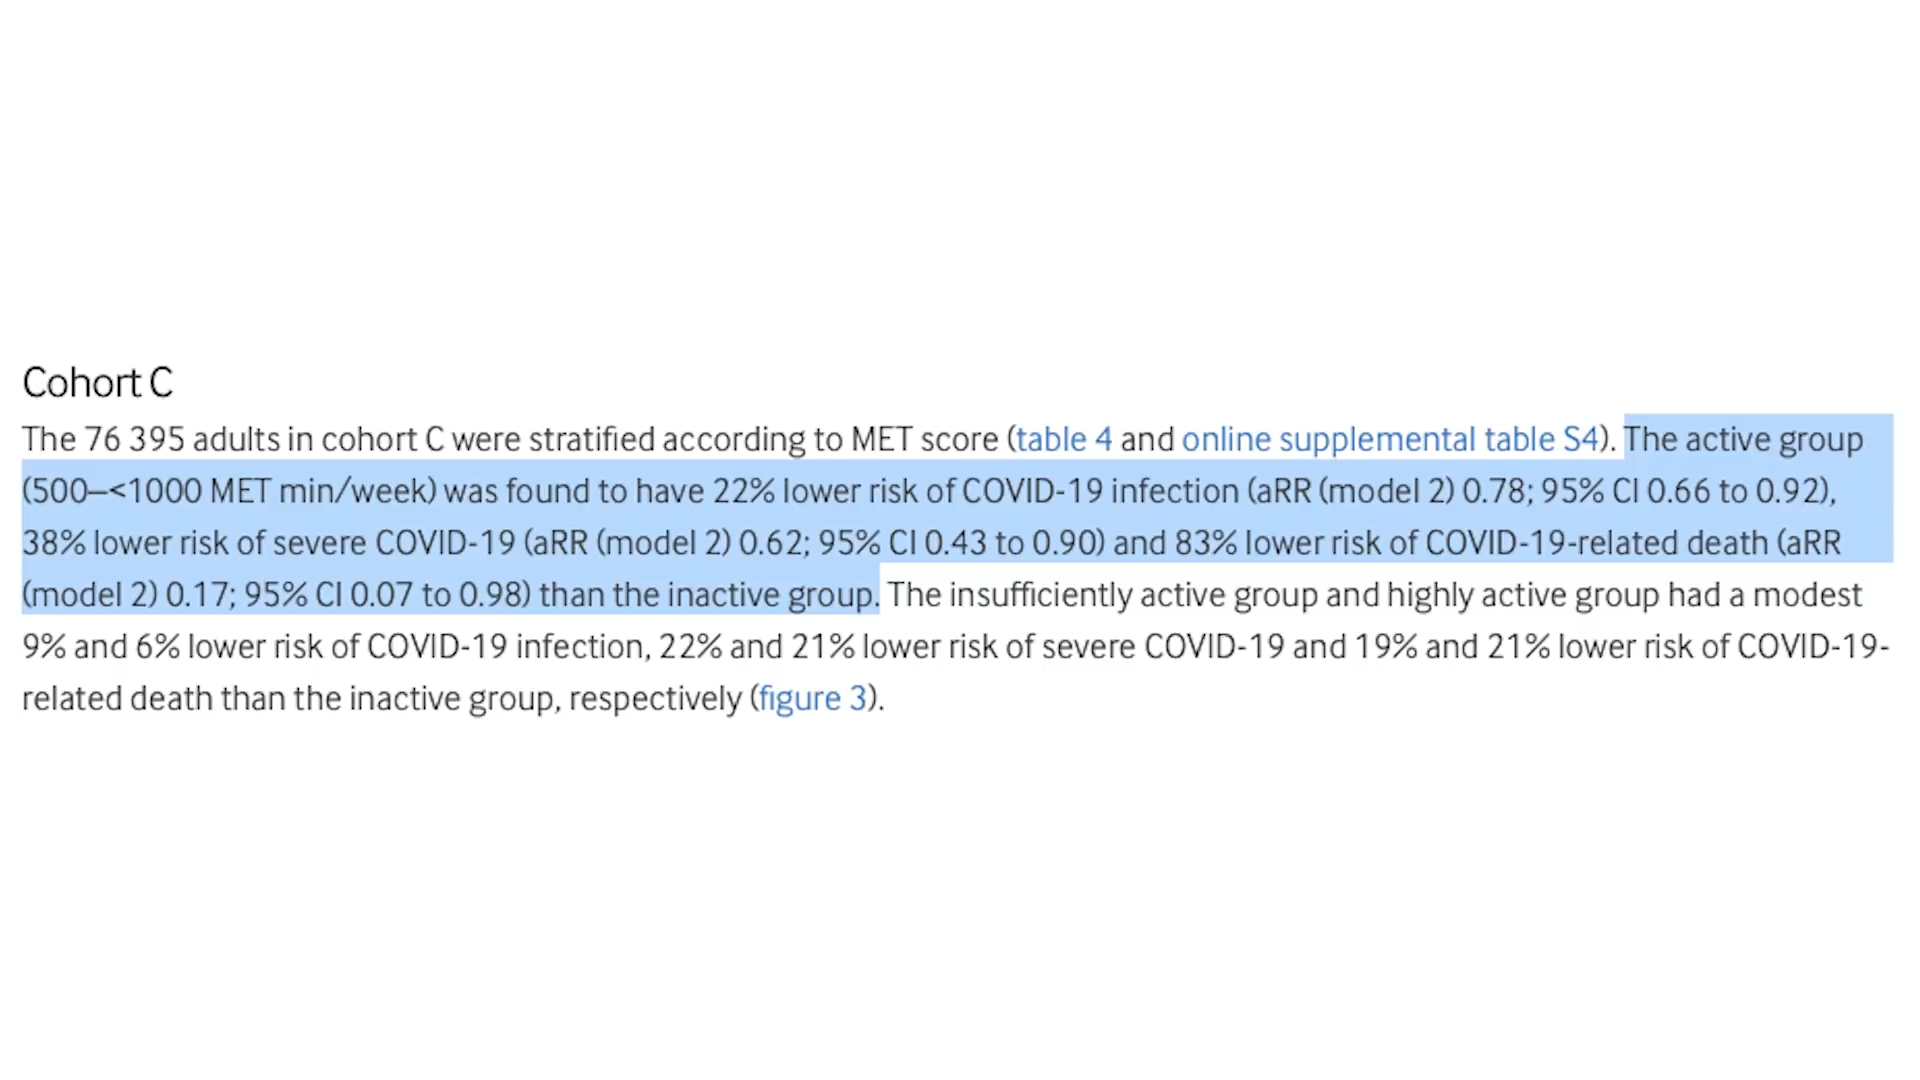 Cohort C
The 76 395 adults in cohort C were stratified according to MET score (table 4 and online supplemental table S4). The active group
(500–<1000 MET min/week) was found to have 22% lower risk of COVID-19 infection (aRR (model 2) 0.78; 95% CI 0.66 to 0.92),
38% lower risk of severe COVID-19 (aRR (model 2) 0.62; 95% CI 0.43 to 0.90) and 83% lower risk of COVID-19-related death (aRR
(model 2) 0.17; 95% CI 0.07 to 0.98) than the inactive group. The insufficiently active group and highly active group had a modest
9% and 6% lower risk of COVID-19 infection, 22% and 21% lower risk of severe COVID-19 and 19% and 21% lower risk of COVID-19-
related death than the inactive group, respectively (figure 3).